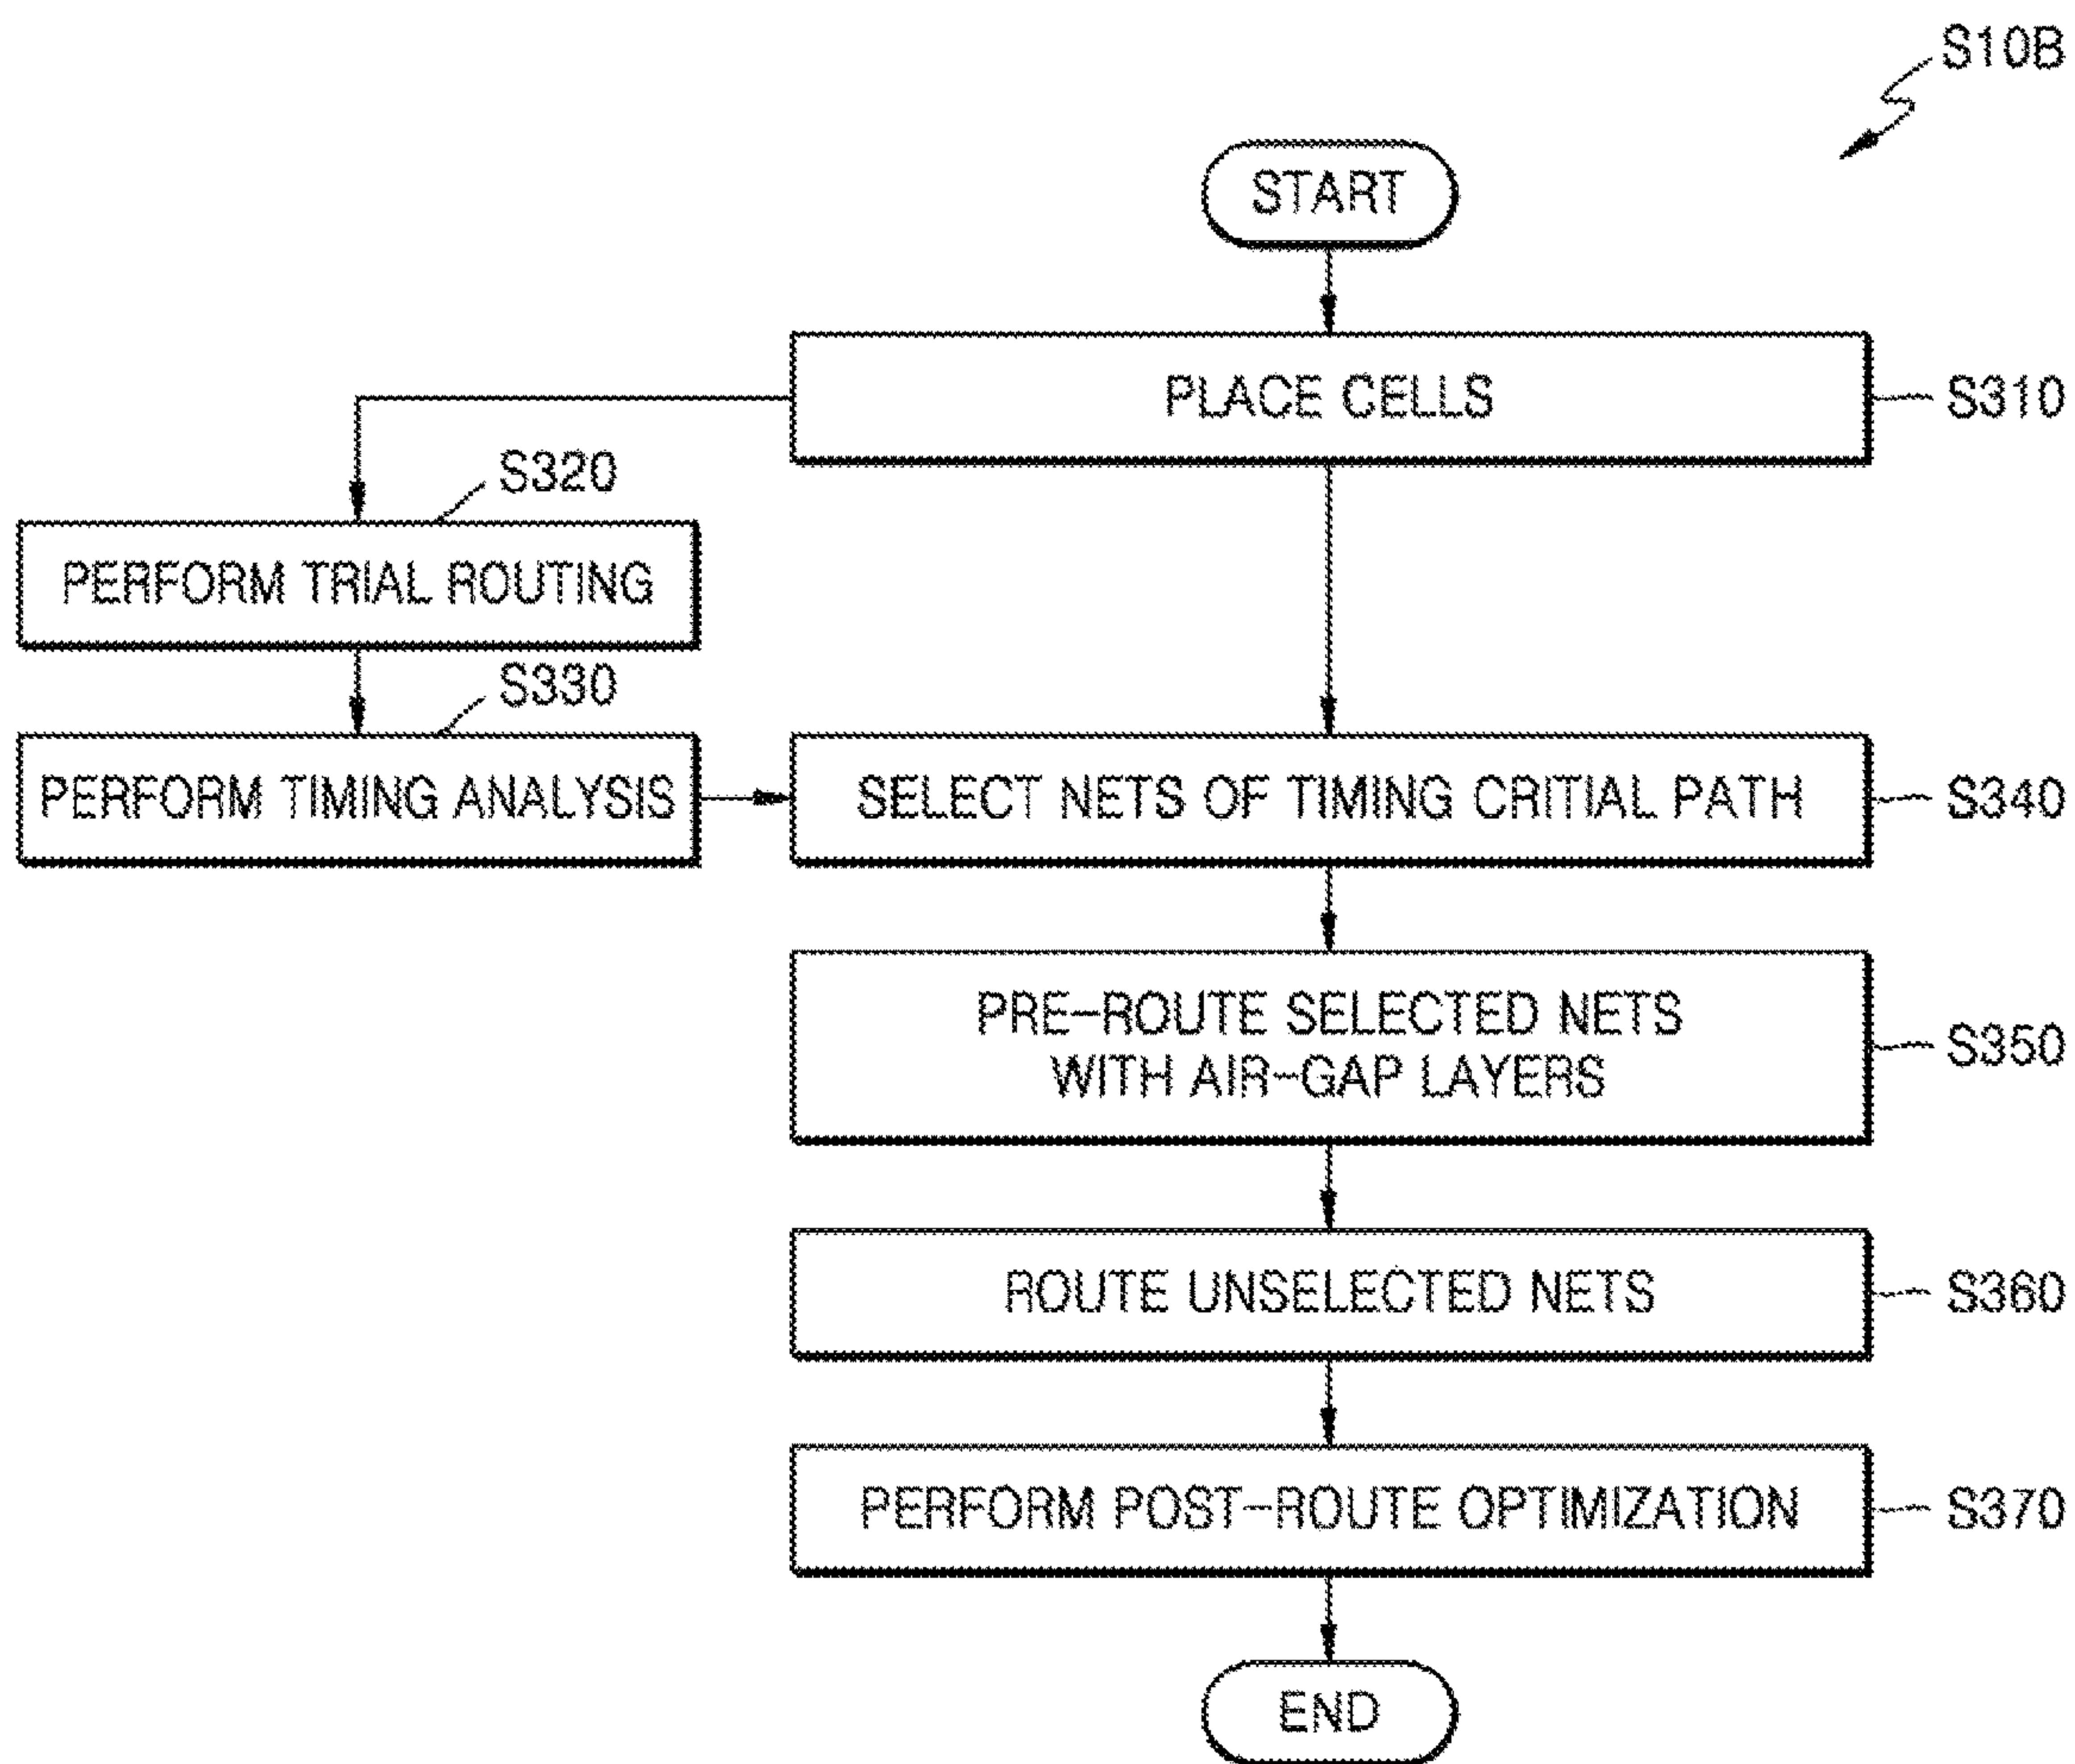 S10B
START
PLACE CELLS
S310
S320
PERFORM TRIAL ROUTING
S330
PERFORM TIMING ANALYSIS
SELECT NETS OF TIMING CRITIAL PATH
S340
PRE-ROUTE SELECTED NETS
WITH AIR-GAP LAYERS
S350
ROUTE UNSELECTED NETS
S360
PERFORM POST-ROUTE OPTIMIZATION
S370
END